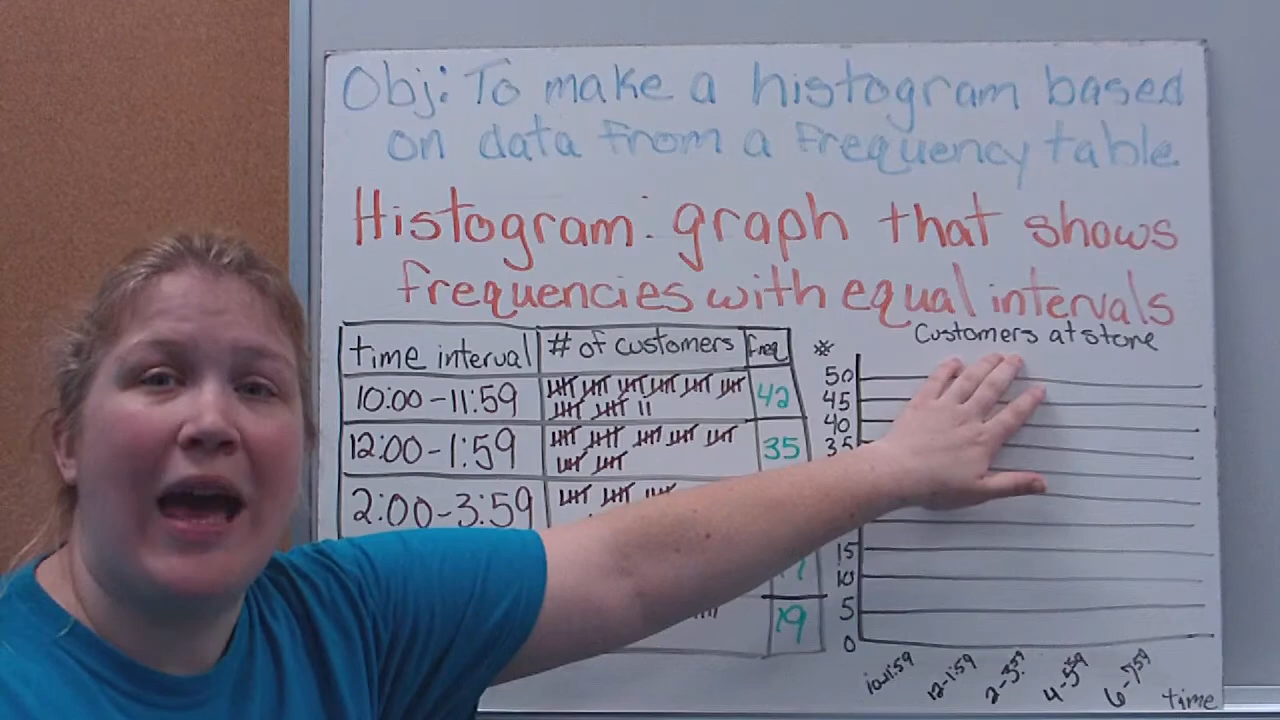 Obj: To make a histogram based
on data from a frequency table
Histogram: graph that shows
frequencies with equal intervals
time interval # of customers freq
10:00-11:59 42
12:00-1:59 35
2:00-3:59
19
Customers at store
#
50
45
40
35
15
10
5
0
10-11:59 12-1:59 2-3:59 4-5:59 6-7:59 time